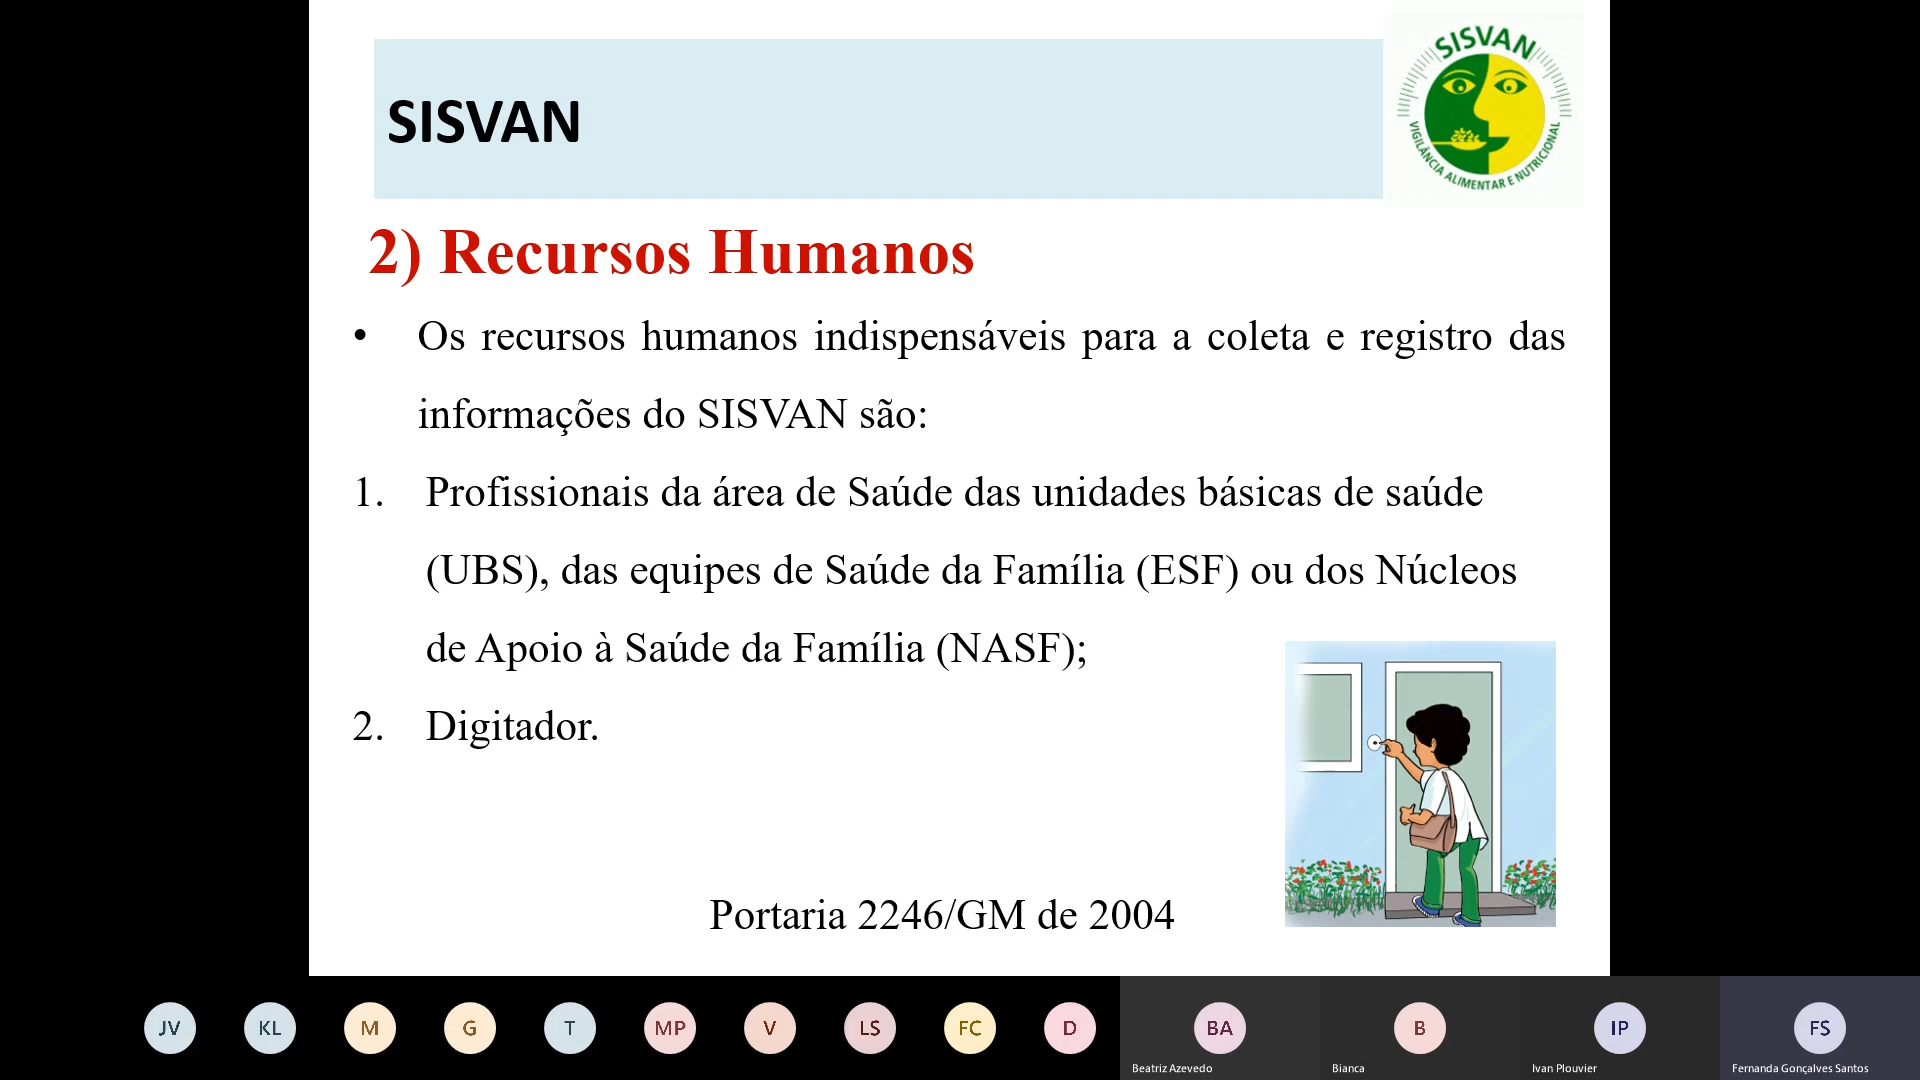 SISVAN
SISVAN
VIGILÂNCIA ALIMENTAR E NUTRICIONAL
2) Recursos Humanos
• Os recursos humanos indispensáveis para a coleta e registro das
informações do SISVAN são:
1. Profissionais da área de Saúde das unidades básicas de saúde
(UBS), das equipes de Saúde da Família (ESF) ou dos Núcleos
de Apoio à Saúde da Família (NASF);
2. Digitador.
Portaria 2246/GM de 2004
JV KL M G T MP V LS FC D BA B IP FS
Beatriz Azevedo Bianca Ivan Plouvier Fernanda Gonçalves Santos